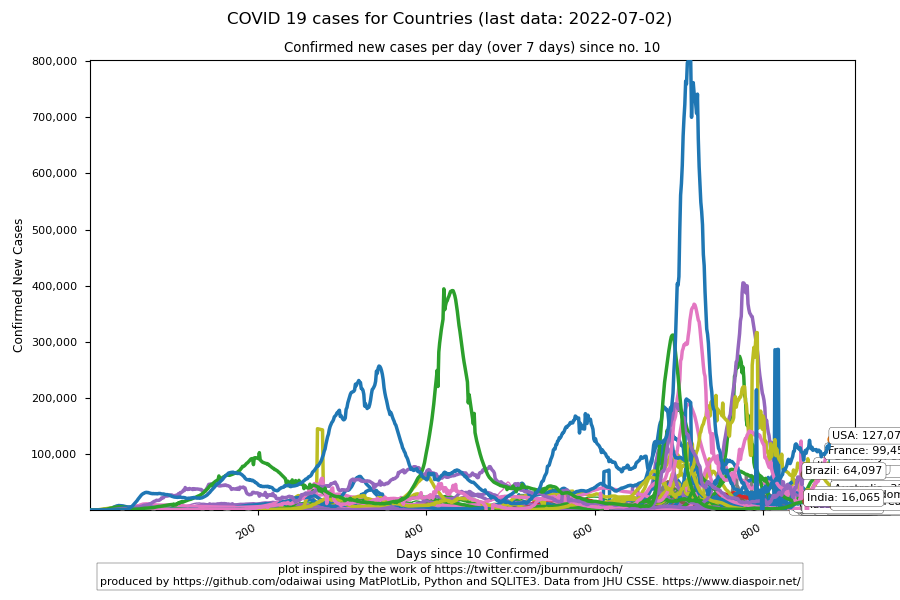 COVID 19 cases for Countries (last data: 2022-07-02)
Confirmed new cases per day (over 7 days) since no. 10
800,000
700,000
600,000
500,000
400,000
300,000
200,000
100,000
Confirmed New Cases
USA: 127,07
France: 99,45
Brazil: 64,097
India: 16,065
200
400
600
800
Days since 10 Confirmed
plot inspired by the work of https://twitter.com/jburnmurdoch/
produced by https://github.com/odaiwai using MatPlotLib, Python and SQLITE3. Data from JHU CSSE. https://www.diaspoir.net/